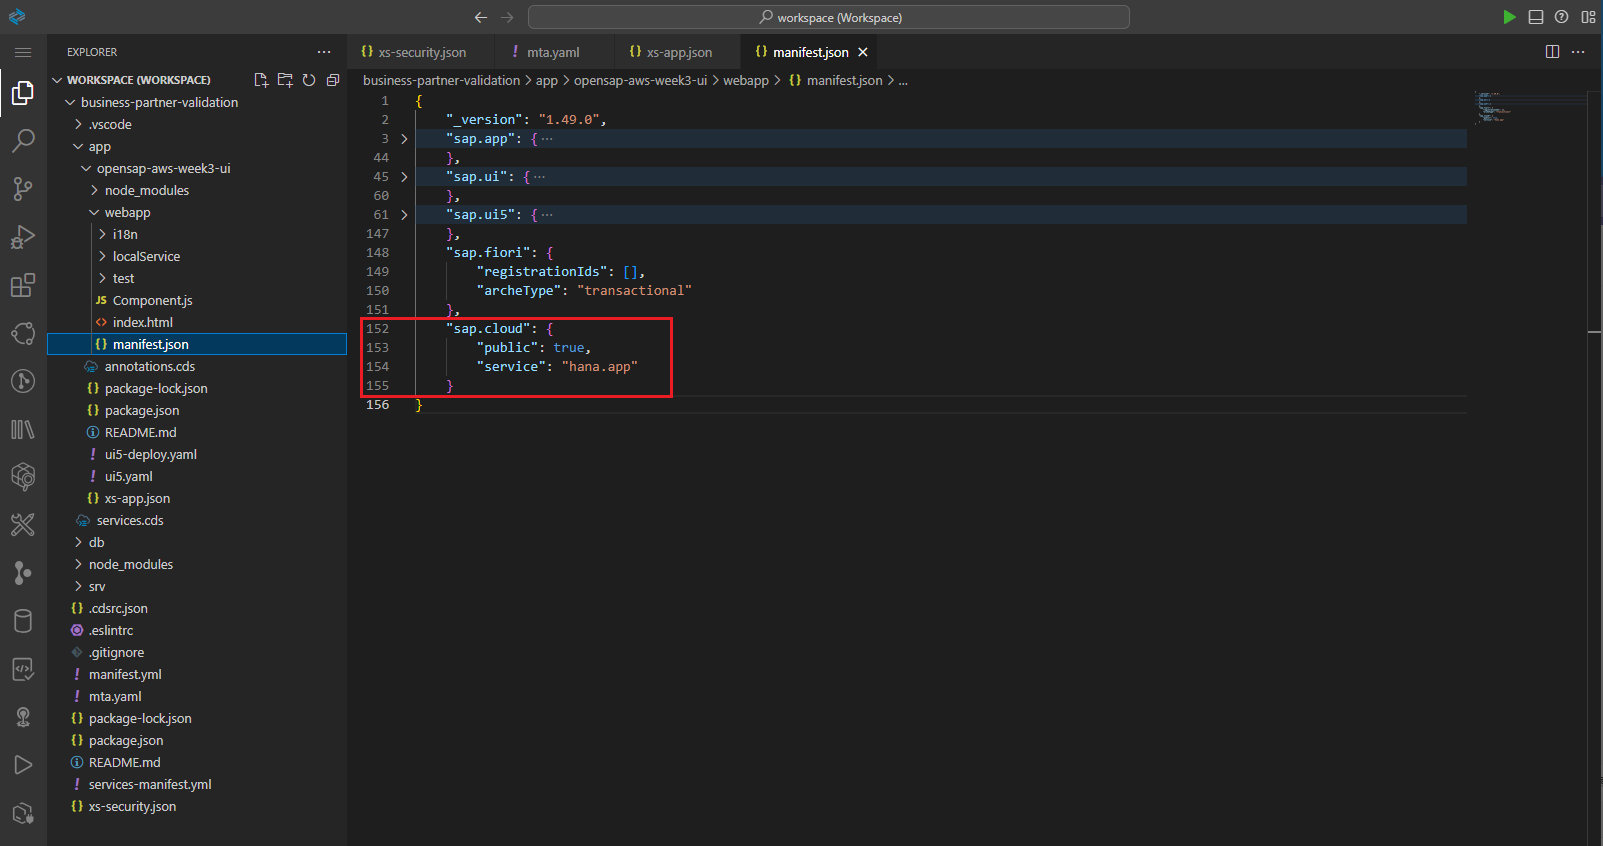 workspace (Workspace)
EXPLORER
WORKSPACE (WORKSPACE)
business-partner-validation
.vscode
app
opensap-aws-week3-ui
node_modules
webapp
i18n
localService
test
JS Component.js
<> index.html
{} manifest.json
annotations.cds
{} package-lock.json
{} package.json
README.md
! ui5-deploy.yaml
! ui5.yaml
{} xs-app.json
services.cds
db
node_modules
srv
{} .cdsrc.json
.eslintrc
.gitignore
! manifest.yml
! mta.yaml
{} package-lock.json
{} package.json
README.md
! services-manifest.yml
{} xs-security.json
{} xs-security.json ! mta.yaml {} xs-app.json {} manifest.json
business-partner-validation > app > opensap-aws-week3-ui > webapp > {} manifest.json > ...
1 {
2 "_version": "1.49.0",
3 "sap.app": { ...
44 },
45 "sap.ui": { ...
60 },
61 "sap.ui5": { ...
147 },
148 "sap.fiori": {
149 "registrationIds": [],
150 "archeType": "transactional"
151 },
152 "sap.cloud": {
153 "public": true,
154 "service": "hana.app"
155 }
156 }